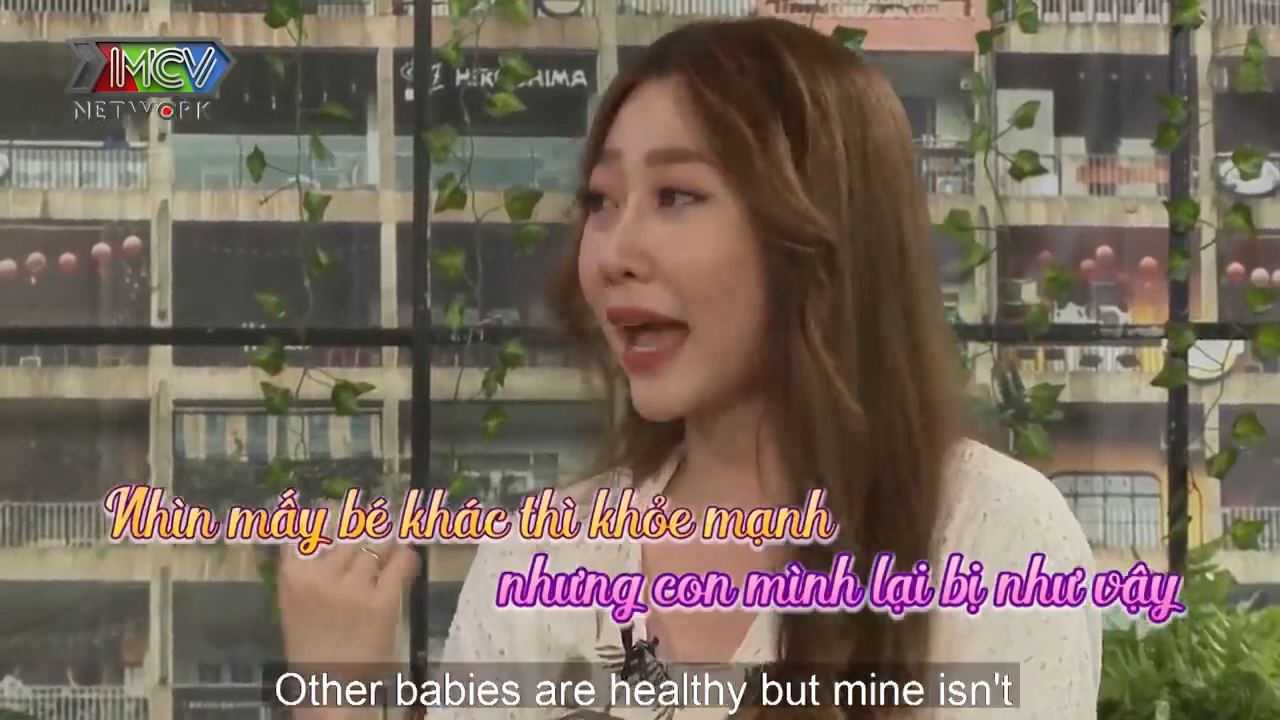 MCV
NETWORK
HIROSHIMA
Nhìn mấy bé khác thì khỏe mạnh
nhưng con mình lại bị như vậy
Other babies are healthy but mine isn't